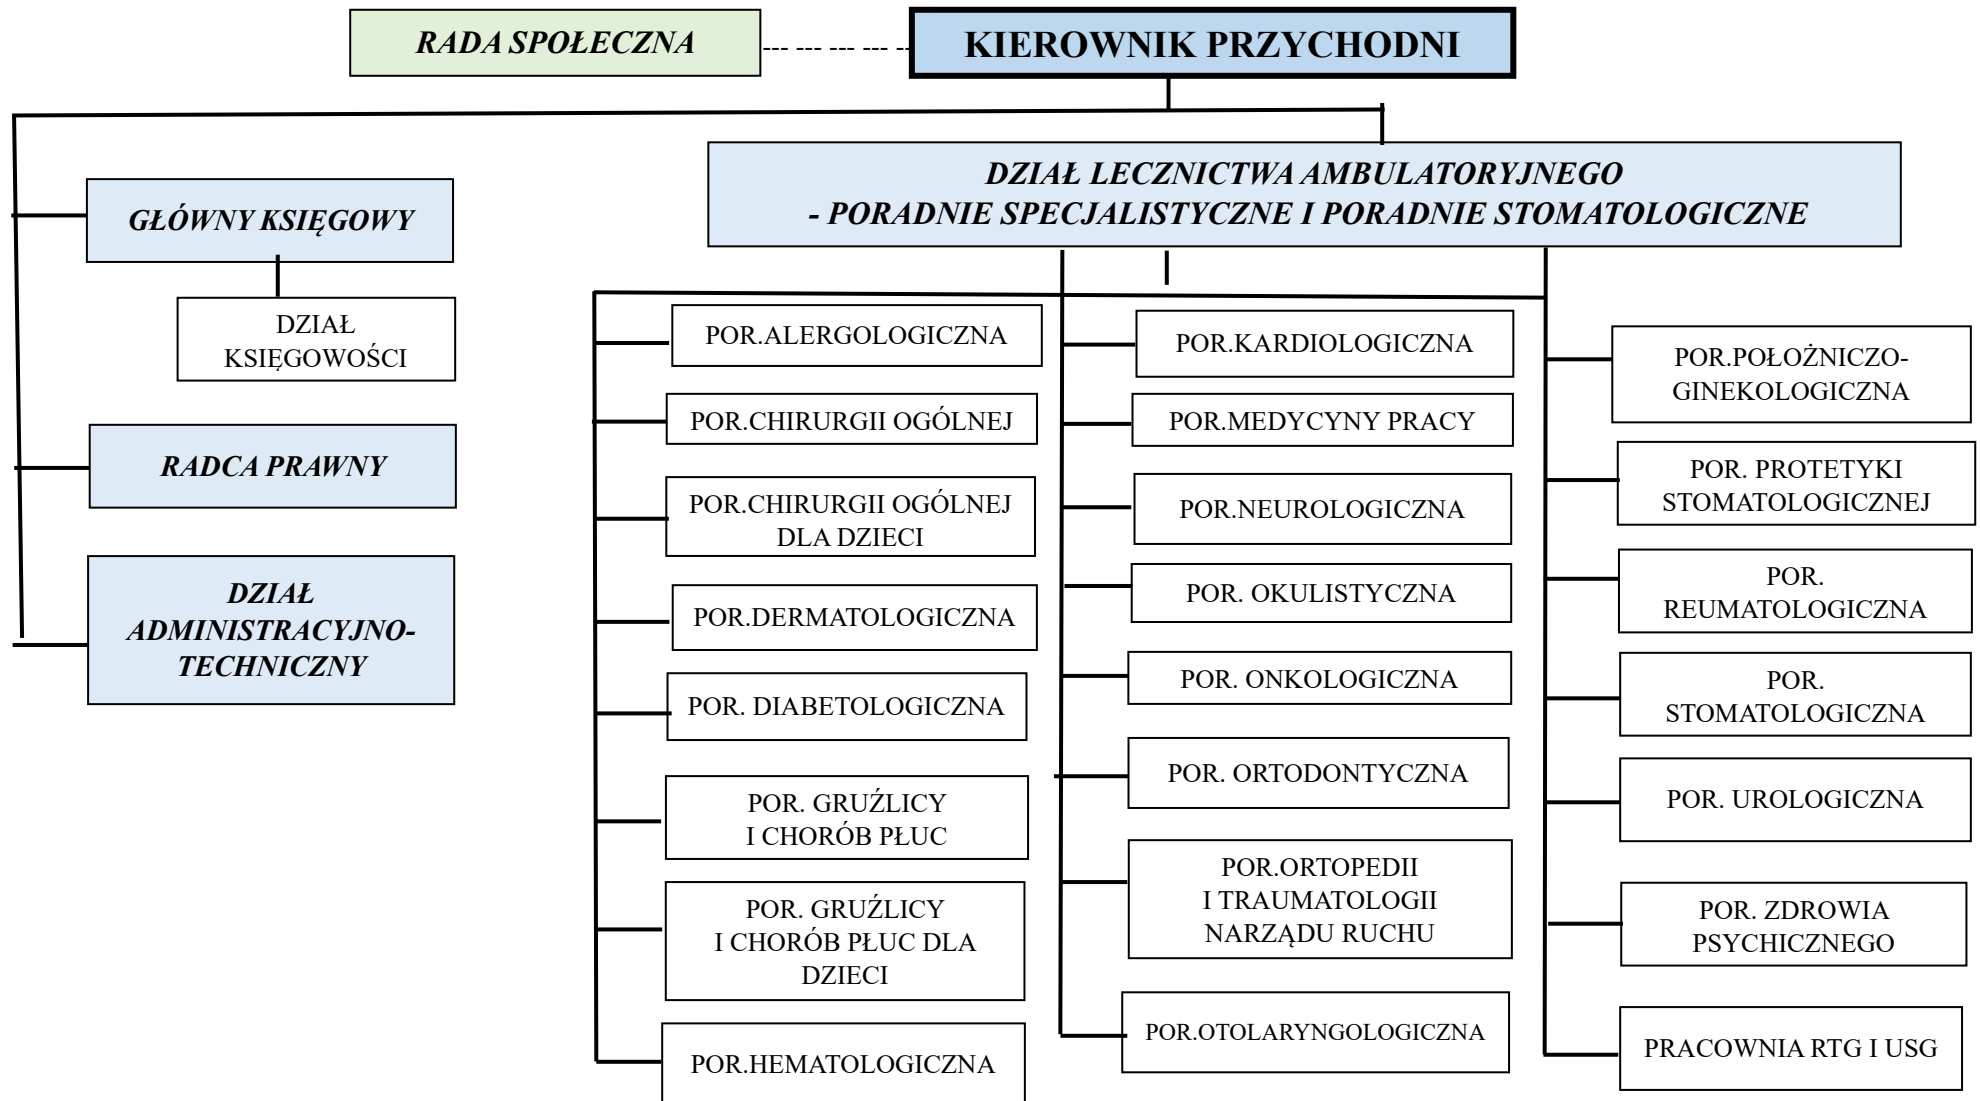 RADA SPOŁECZNA
KIEROWNIK PRZYCHODNI
DZIAŁ LECZNICTWA AMBULATORYJNEGO
- PORADNIE SPECJALISTYCZNE I PORADNIE STOMATOLOGICZNE
GŁÓWNY KSIĘGOWY
DZIAŁ
KSIĘGOWOŚCI
RADCA PRAWNY
DZIAŁ
ADMINISTRACYJNO-
TECHNICZNY
POR.ALERGOLOGICZNA
POR.CHIRURGII OGÓLNEJ
POR.CHIRURGII OGÓLNEJ
DLA DZIECI
POR.DERMATOLOGICZNA
POR. DIABETOLOGICZNA
POR. GRUŹLICY
I CHORÓB PŁUC
POR. GRUŹLICY
I CHORÓB PŁUC DLA
DZIECI
POR.HEMATOLOGICZNA
POR.KARDIOLOGICZNA
POR.MEDYCYNY PRACY
POR.NEUROLOGICZNA
POR. OKULISTYCZNA
POR. ONKOLOGICZNA
POR. ORTODONTYCZNA
POR.ORTOPEDII
I TRAUMATOLOGII
NARZĄDU RUCHU
POR.OTOLARYNGOLOGICZNA
POR.POŁOŻNICZO-
GINEKOLOGICZNA
POR. PROTETYKI
STOMATOLOGICZNEJ
POR.
REUMATOLOGICZNA
POR.
STOMATOLOGICZNA
POR. UROLOGICZNA
POR. ZDROWIA
PSYCHICZNEGO
PRACOWNIA RTG I USG